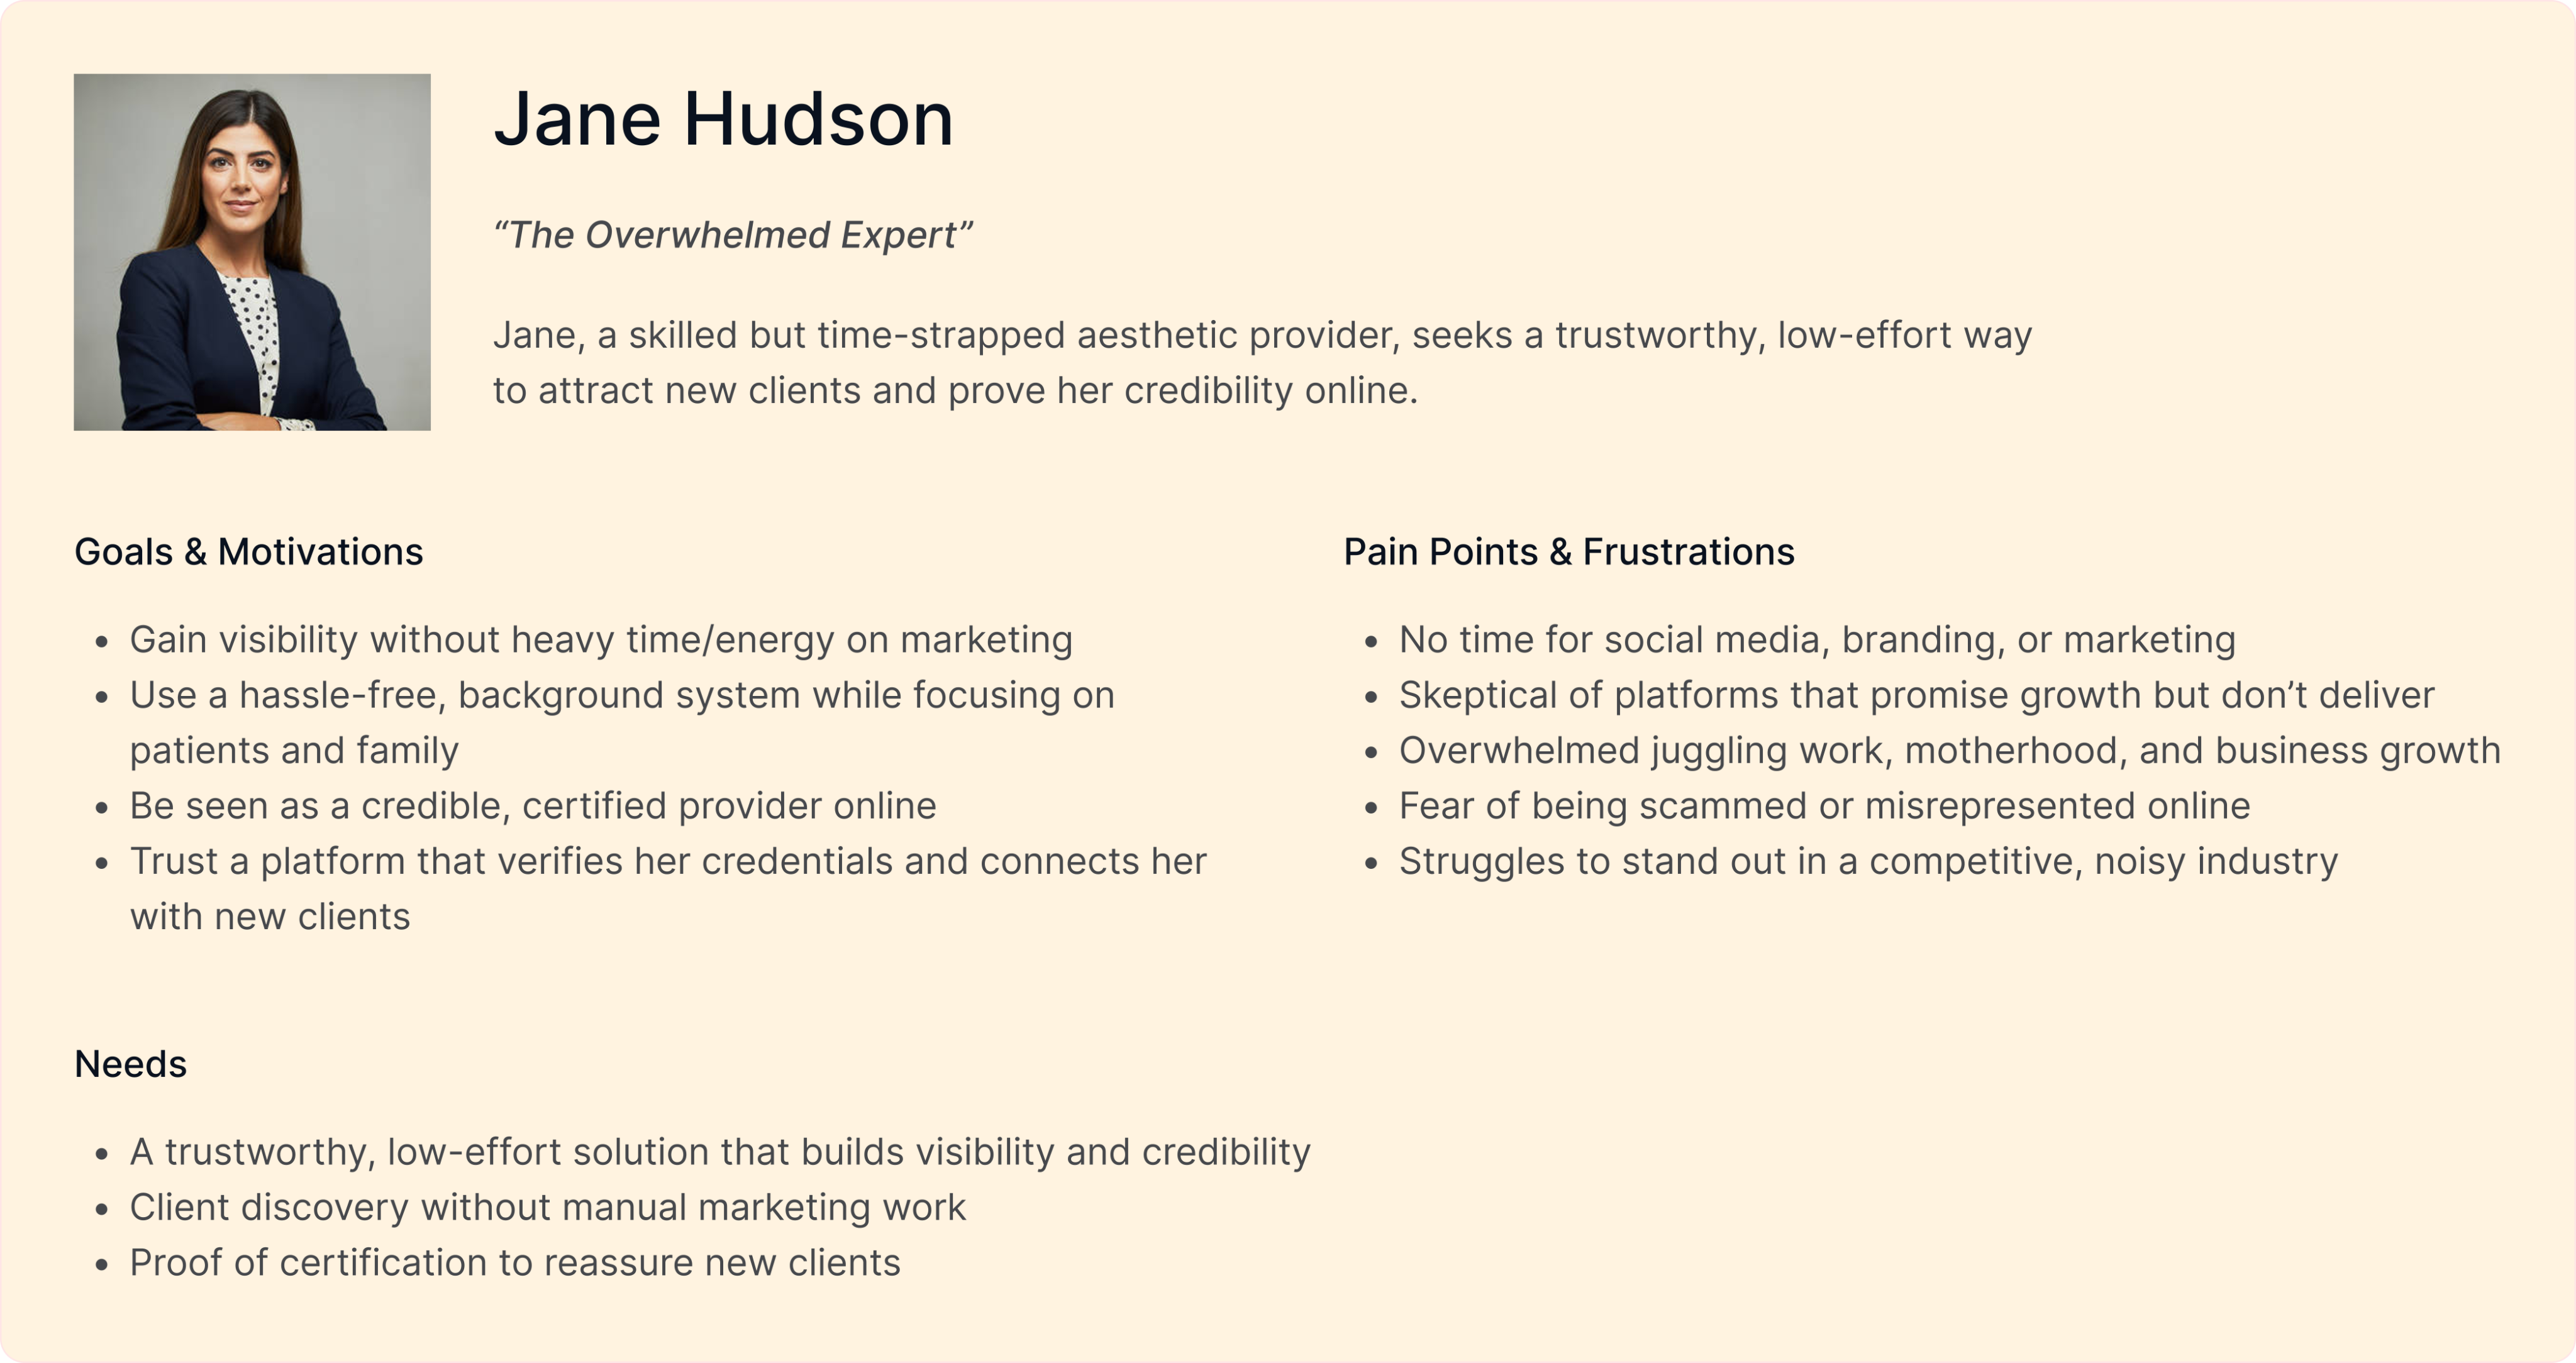 Jane Hudson
“The Overwhelmed Expert”
Jane, a skilled but time-strapped aesthetic provider, seeks a trustworthy, low-effort way
to attract new clients and prove her credibility online.
Goals & Motivations
• Gain visibility without heavy time/energy on marketing
• Use a hassle-free, background system while focusing on
patients and family
• Be seen as a credible, certified provider online
• Trust a platform that verifies her credentials and connects her
with new clients
Pain Points & Frustrations
• No time for social media, branding, or marketing
• Skeptical of platforms that promise growth but don’t deliver
• Overwhelmed juggling work, motherhood, and business growth
• Fear of being scammed or misrepresented online
• Struggles to stand out in a competitive, noisy industry
Needs
• A trustworthy, low-effort solution that builds visibility and credibility
• Client discovery without manual marketing work
• Proof of certification to reassure new clients